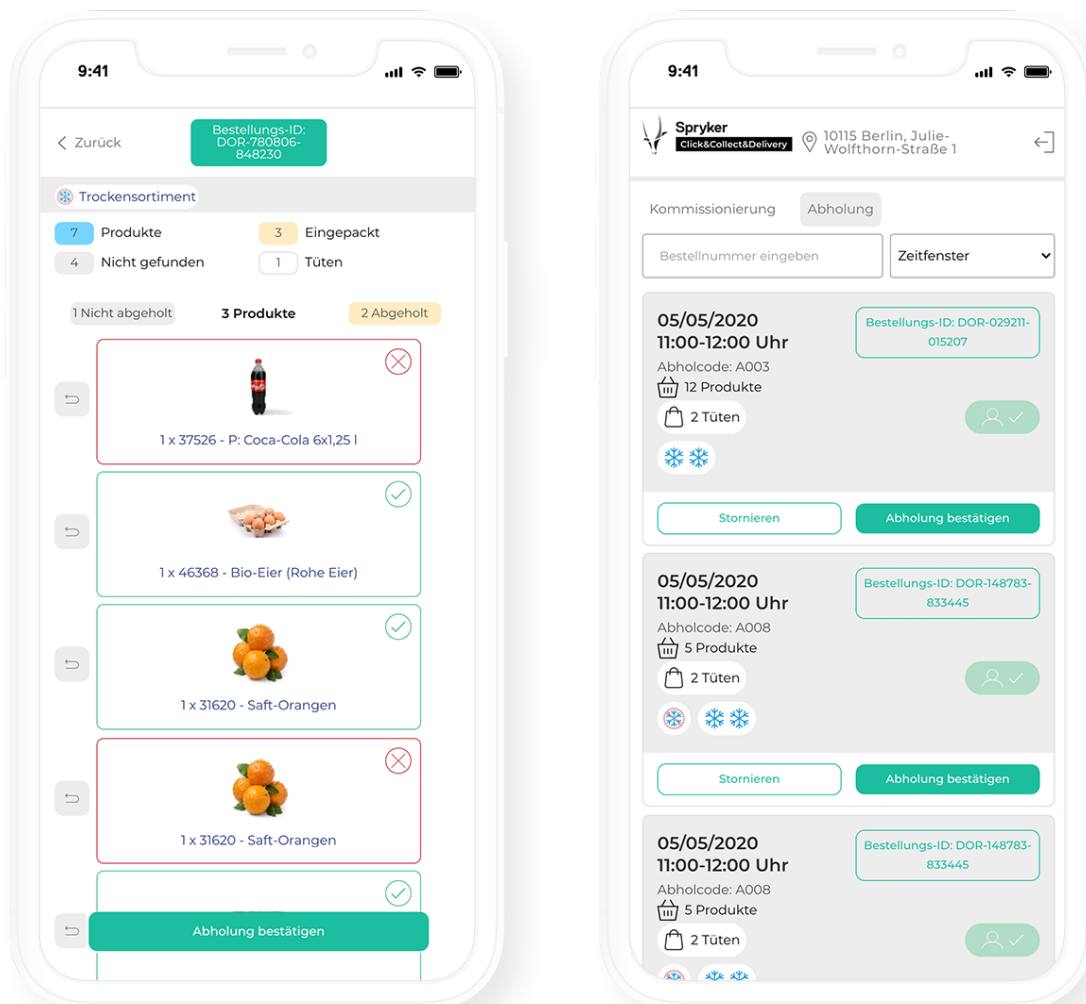 9:41
Zurück
Bestellungs-ID:
DOR-780806-
848230
Trockensortiment
7 Produkte
3 Eingepackt
4 Nicht gefunden
1 Tüten
1 Nicht abgeholt
3 Produkte
2 Abgeholt
1 x 37526 - P: Coca-Cola 6x1,25 l
1 x 46368 - Bio-Eier (Rohe Eier)
1 x 31620 - Saft-Orangen
1 x 31620 - Saft-Orangen
Abholung bestätigen
9:41
Spryker
Click&Collect&Delivery
10115 Berlin, Julie-
Wolfthorn-Straße 1
Kommissionierung
Abholung
Bestellnummer eingeben
Zeitfenster
05/05/2020
11:00-12:00 Uhr
Bestellungs-ID: DOR-029211-
015207
Abholcode: A003
12 Produkte
2 Tüten
Stornieren
Abholung bestätigen
05/05/2020
11:00-12:00 Uhr
Bestellungs-ID: DOR-148783-
833445
Abholcode: A008
5 Produkte
2 Tüten
Stornieren
Abholung bestätigen
05/05/2020
11:00-12:00 Uhr
Bestellungs-ID: DOR-148783-
833445
Abholcode: A008
5 Produkte
2 Tüten